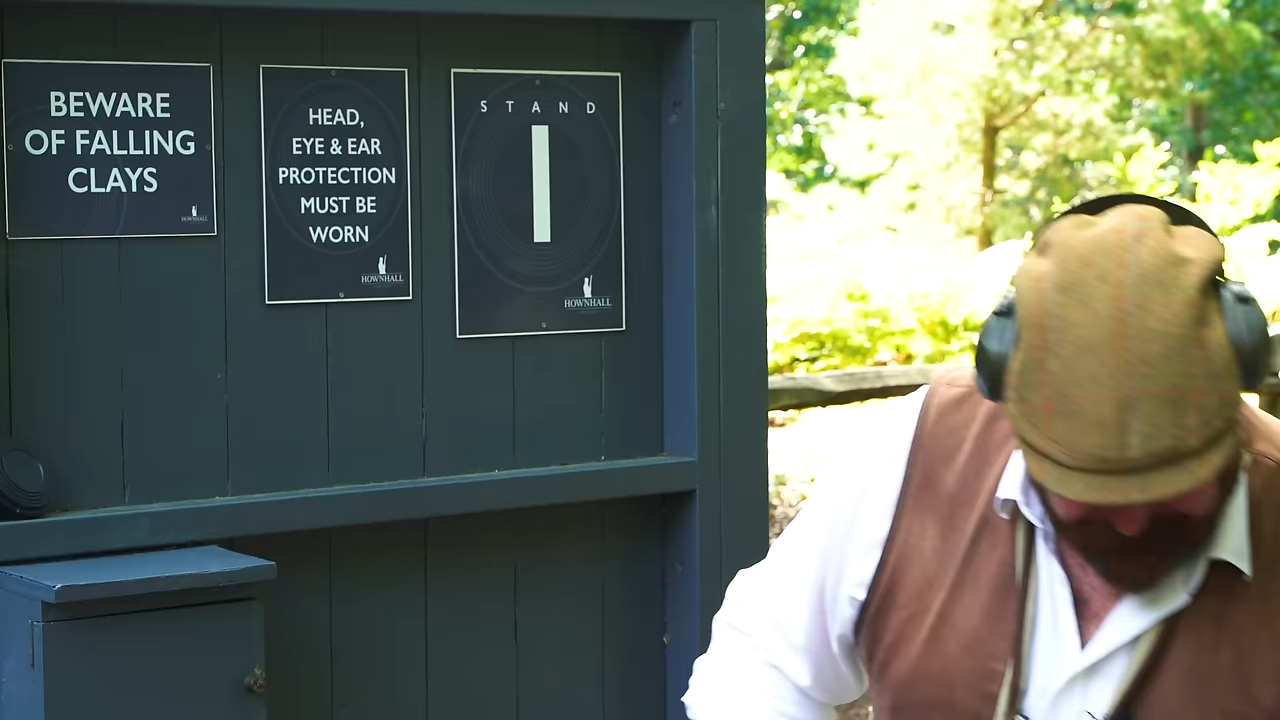 BEWARE
OF FALLING
CLAYS
HOWNHALL
HEAD,
EYE & EAR
PROTECTION
MUST BE
WORN
HOWNHALL
STAND
1
HOWNHALL